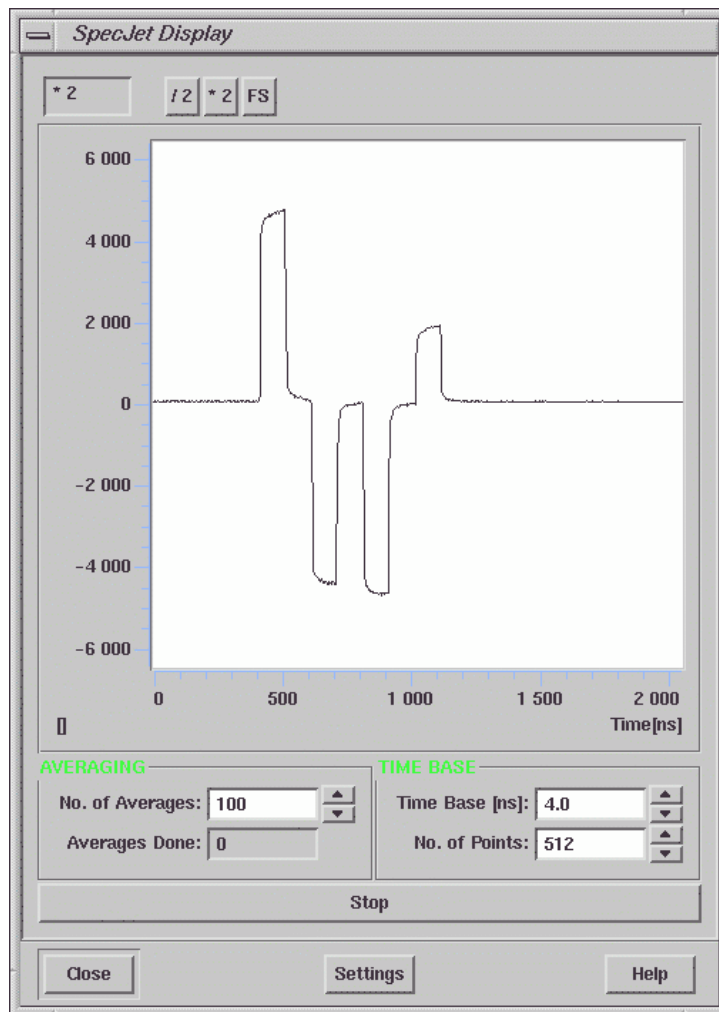 SpecJet Display
* 2 / 2 * 2 FS
6 000
4 000
2 000
0
-2 000
-4 000
-6 000
0 500 1 000 1 500 2 000
[] Time[ns]
AVERAGING
No. of Averages: 100
Averages Done: 0
TIME BASE
Time Base [ns]: 4.0
No. of Points: 512
Stop
Close Settings Help